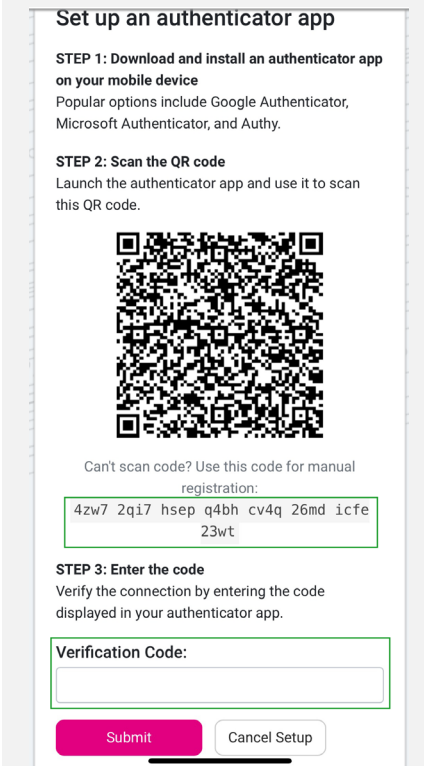 Set up an authenticator app
STEP 1: Download and install an authenticator app
on your mobile device
Popular options include Google Authenticator,
Microsoft Authenticator, and Authy.
STEP 2: Scan the QR code
Launch the authenticator app and use it to scan
this QR code.
Can't scan code? Use this code for manual
registration:
4zw7 2qi7 hsep q4bh cv4q 26md icfe
23wt
STEP 3: Enter the code
Verify the connection by entering the code
displayed in your authenticator app.
Verification Code:
Submit Cancel Setup